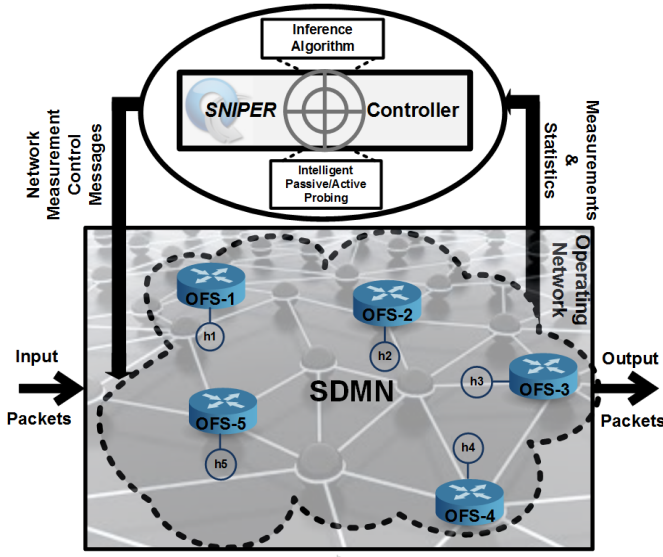 Inference
Algorithm
SNIPER
Controller
Intelligent
Passive/Active
Probing
Network
Measurement
Control
Messages
Measurements
&
Statistics
Operating
Network
OFS-1
h1
OFS-2
h2
OFS-3
h3
SDMN
OFS-5
h5
h4
OFS-4
Input
Packets
Output
Packets